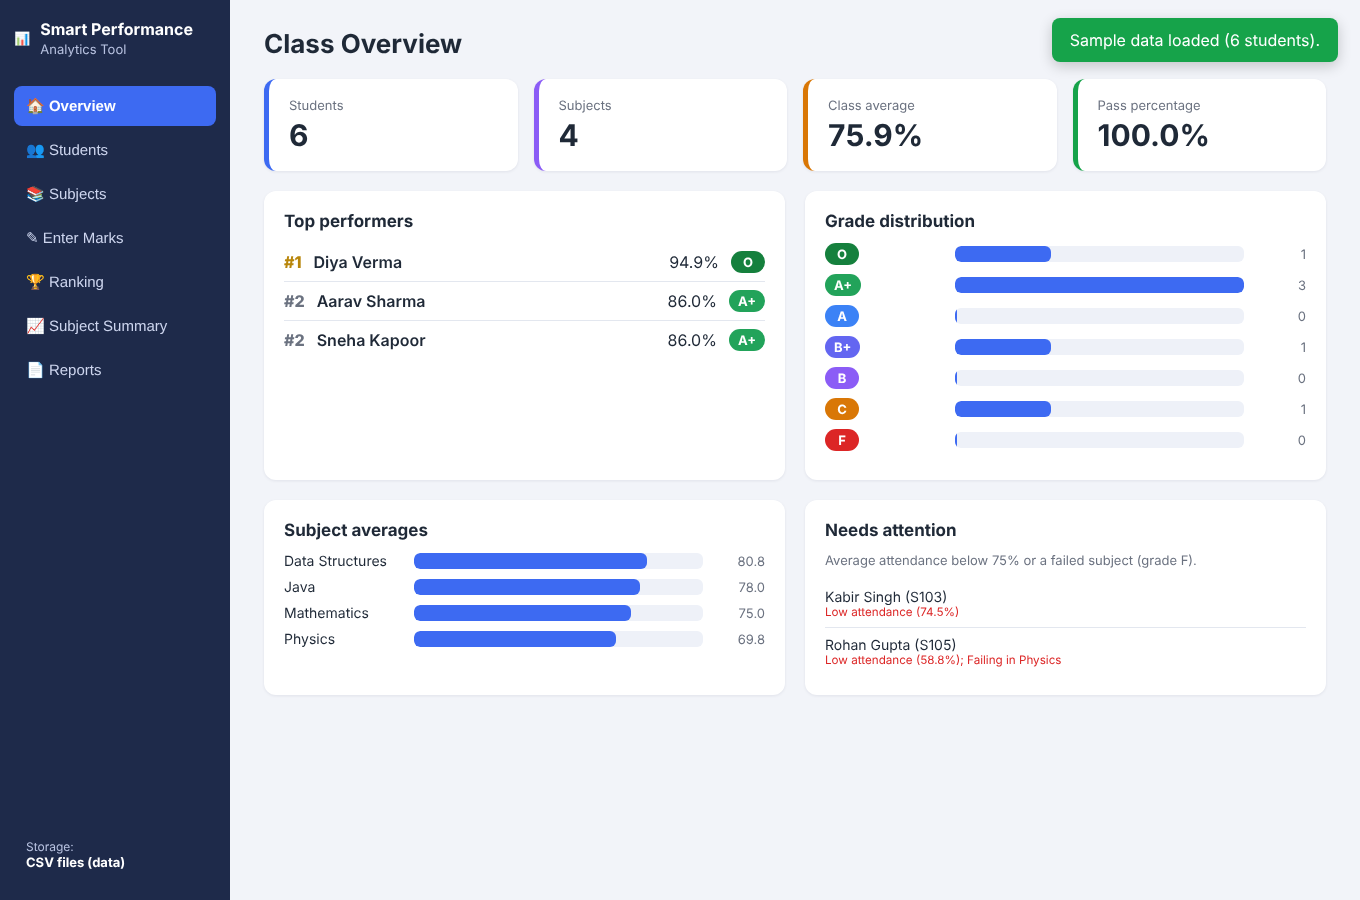 Smart Performance
Analytics Tool
Overview
Students
Subjects
Enter Marks
Ranking
Subject Summary
Reports
Storage:
CSV files (data)
Class Overview
Sample data loaded (6 students).
Students
6
Subjects
4
Class average
75.9%
Pass percentage
100.0%
Top performers
#1 Diya Verma 94.9% O
#2 Aarav Sharma 86.0% A+
#2 Sneha Kapoor 86.0% A+
Grade distribution
O 1
A+ 3
A 0
B+ 1
B 0
C 1
F 0
Subject averages
Data Structures 80.8
Java 78.0
Mathematics 75.0
Physics 69.8
Needs attention
Average attendance below 75% or a failed subject (grade F).
Kabir Singh (S103)
Low attendance (74.5%)
Rohan Gupta (S105)
Low attendance (58.8%); Failing in Physics